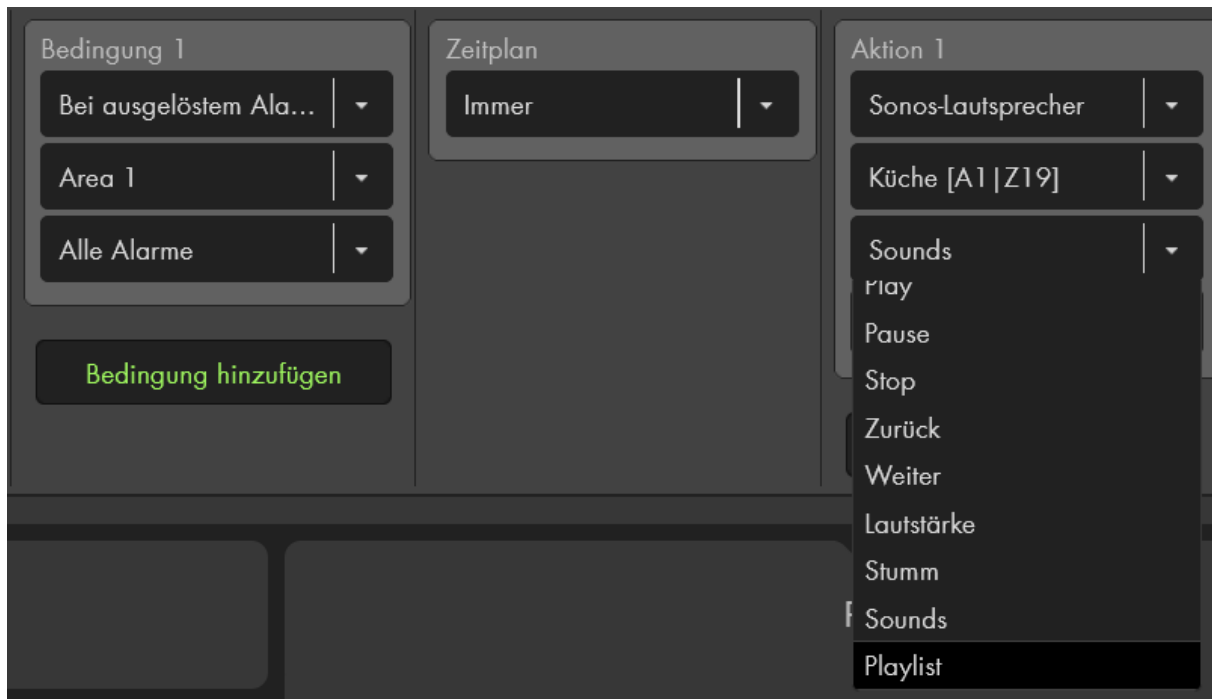 Bedingung 1
Bei ausgelöstem Ala...
Area 1
Alle Alarme
Bedingung hinzufügen
Zeitplan
Immer
Aktion 1
Sonos-Lautsprecher
Küche [A1|Z19]
Sounds
Play
Pause
Stop
Zurück
Weiter
Lautstärke
Stumm
Sounds
Playlist